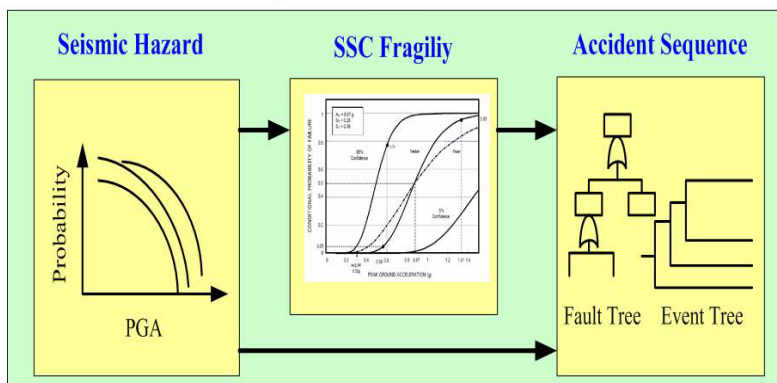 Seismic Hazard
SSC Fragiliy
Accident Sequence
Probability
PGA
CONDITIONAL PROBABILITY OF FAILURE
95% Confidence
Median
Mean
5% Confidence
PEAK GROUND ACCELERATION (g)
Fault Tree
Event Tree